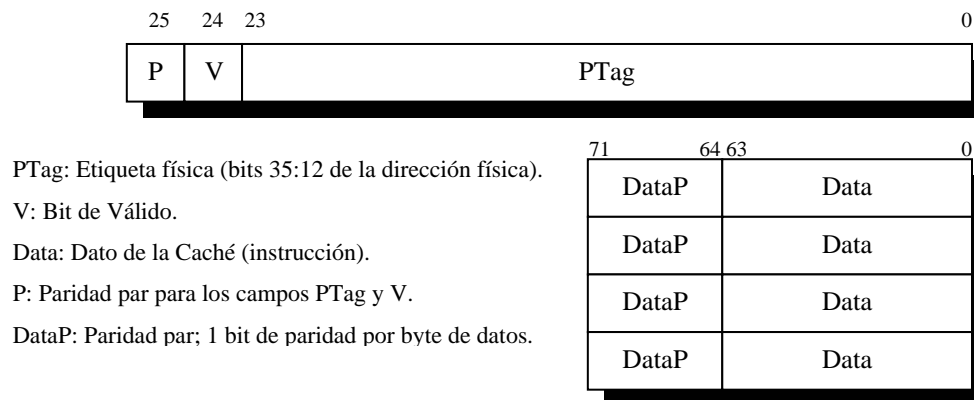 25 24 23 0
P V PTag
PTag: Etiqueta física (bits 35:12 de la dirección física).
V: Bit de Válido.
Data: Dato de la Caché (instrucción).
P: Paridad par para los campos PTag y V.
DataP: Paridad par; 1 bit de paridad por byte de datos.
71 64 63 0
DataP Data
DataP Data
DataP Data
DataP Data